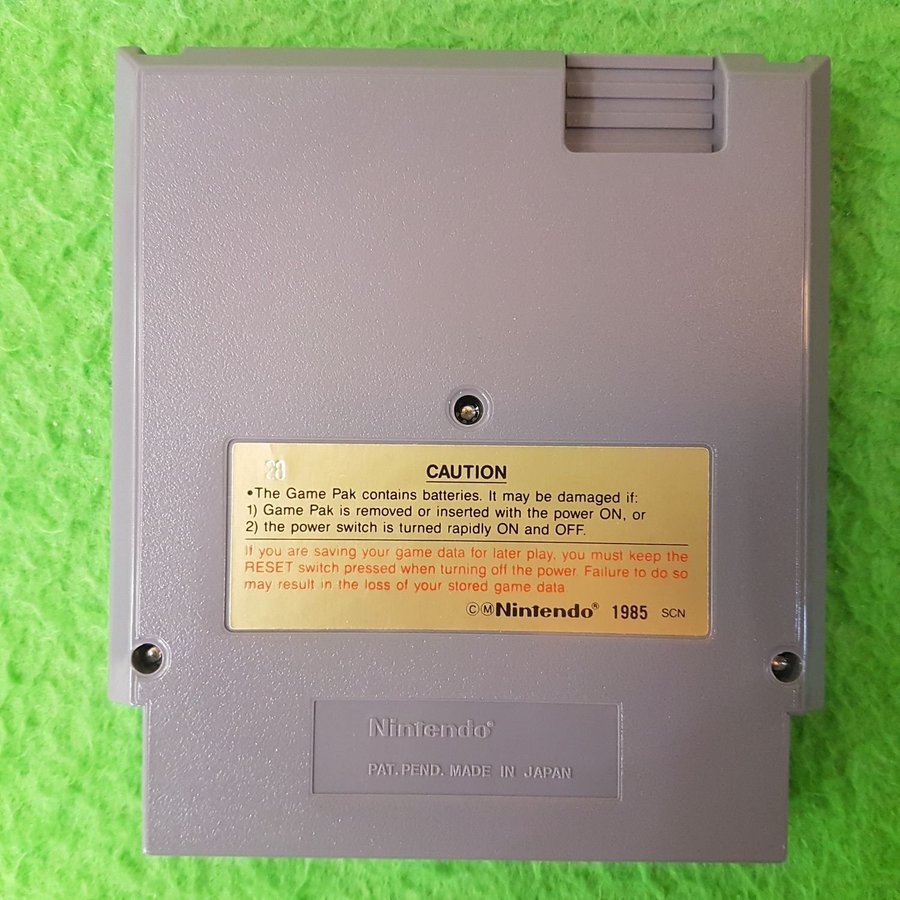 20
CAUTION
•The Game Pak contains batteries. It may be damaged if:
1) Game Pak is removed or inserted with the power ON, or
2) the power switch is turned rapidly ON and OFF.
If you are saving your game data for later play, you must keep the
RESET switch pressed when turning off the power. Failure to do so
may result in the loss of your stored game data
ⒸⓂNintendo® 1985 SCN
Nintendo®
PAT. PEND. MADE IN JAPAN